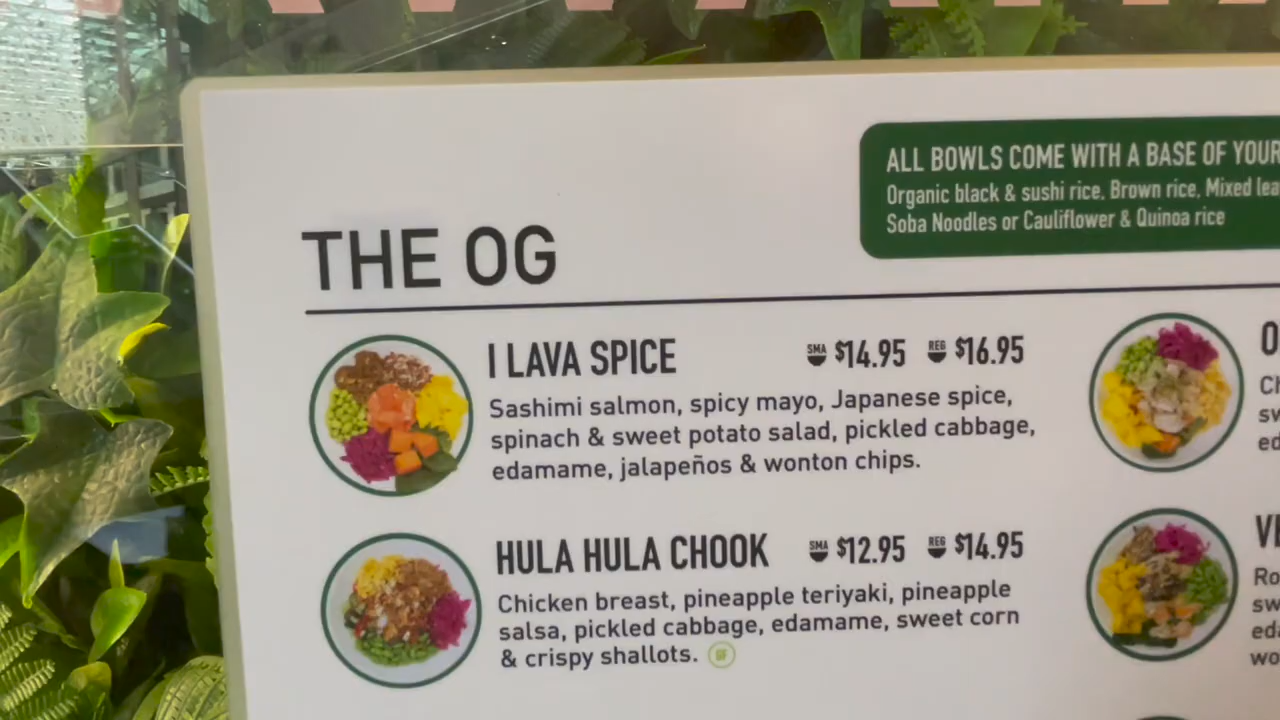 ALL BOWLS COME WITH A BASE OF YOUR
Organic black & sushi rice, Brown rice, Mixed
Soba Noodles or Cauliflower & Quinoa rice
THE OG
I LAVA SPICE SMA $14.95 REG $16.95
Sashimi salmon, spicy mayo, Japanese spice,
spinach & sweet potato salad, pickled cabbage,
edamame, jalapeños & wonton chips.
HULA HULA CHOOK SMA $12.95 REG $14.95
Chicken breast, pineapple teriyaki, pineapple
salsa, pickled cabbage, edamame, sweet corn
& crispy shallots. GF